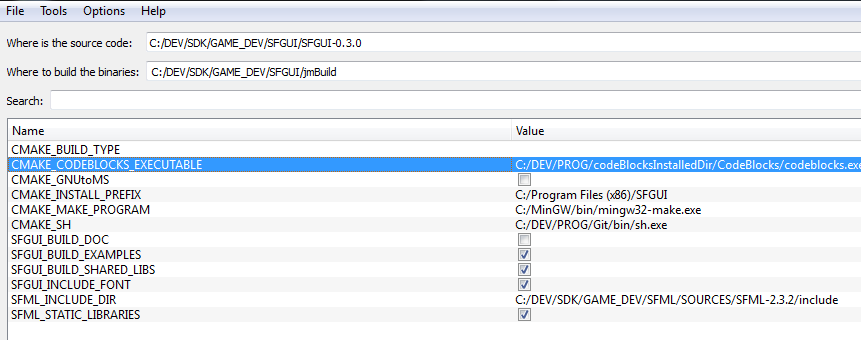 File Tools Options Help
Where is the source code: C:/DEV/SDK/GAME_DEV/SFGUI/SFGUI-0.3.0
Where to build the binaries: C:/DEV/SDK/GAME_DEV/SFGUI/jmBuild
Search:
Name Value
CMAKE_BUILD_TYPE
CMAKE_CODEBLOCKS_EXECUTABLE C:/DEV/PROG/codeBlocksInstalledDir/CodeBlocks/codeblocks.exe
CMAKE_GNUtoMS
CMAKE_INSTALL_PREFIX C:/Program Files (x86)/SFGUI
CMAKE_MAKE_PROGRAM C:/MinGW/bin/mingw32-make.exe
CMAKE_SH C:/DEV/PROG/Git/bin/sh.exe
SFGUI_BUILD_DOC
SFGUI_BUILD_EXAMPLES
SFGUI_BUILD_SHARED_LIBS
SFGUI_INCLUDE_FONT
SFML_INCLUDE_DIR C:/DEV/SDK/GAME_DEV/SFML/SOURCES/SFML-2.3.2/include
SFML_STATIC_LIBRARIES